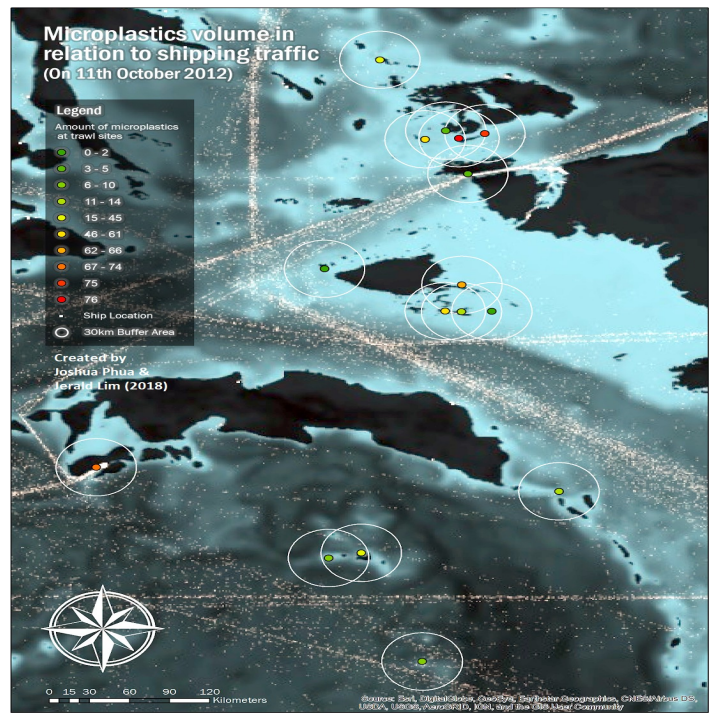 Microplastics volume in
relation to shipping traffic
(On 11th October 2012)
Legend
Amount of microplastics
at trawl sites
0 - 2
3 - 5
6 - 10
11 - 14
15 - 45
46 - 61
62 - 66
67 - 74
75
76
Ship Location
30km Buffer Area
Created by
Joshua Phua &
Jerald Lim (2018)
0 15 30 60 90 120
Kilometers
Source: Esri, DigitalGlobe, GeoEye, Earthstar Geographics, CNES/Airbus DS,
USDA, USGS, AeroGRID, IGN, and the GIS User Community